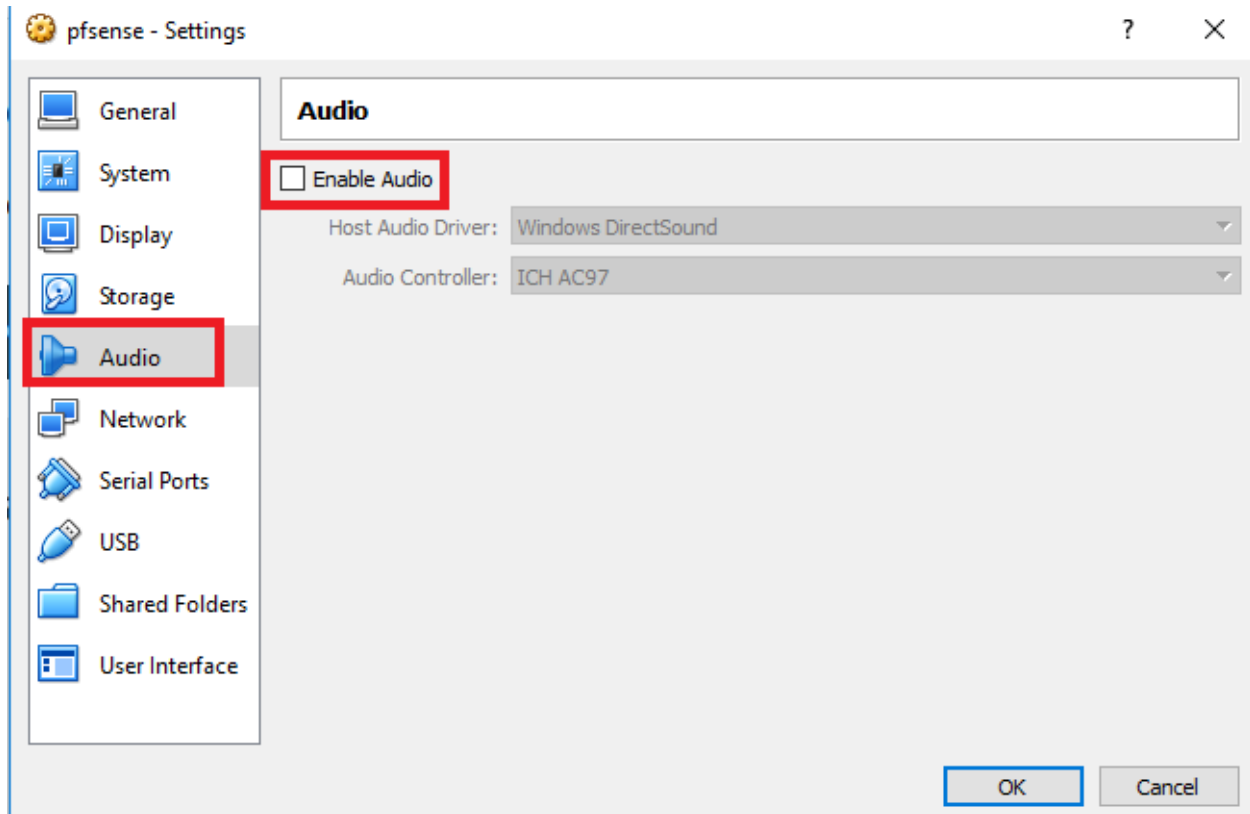 pfsense - Settings
?
General
System
Display
Storage
Audio
Network
Serial Ports
USB
Shared Folders
User Interface
Audio
Enable Audio
Host Audio Driver: Windows DirectSound
Audio Controller: ICH AC97
OK
Cancel